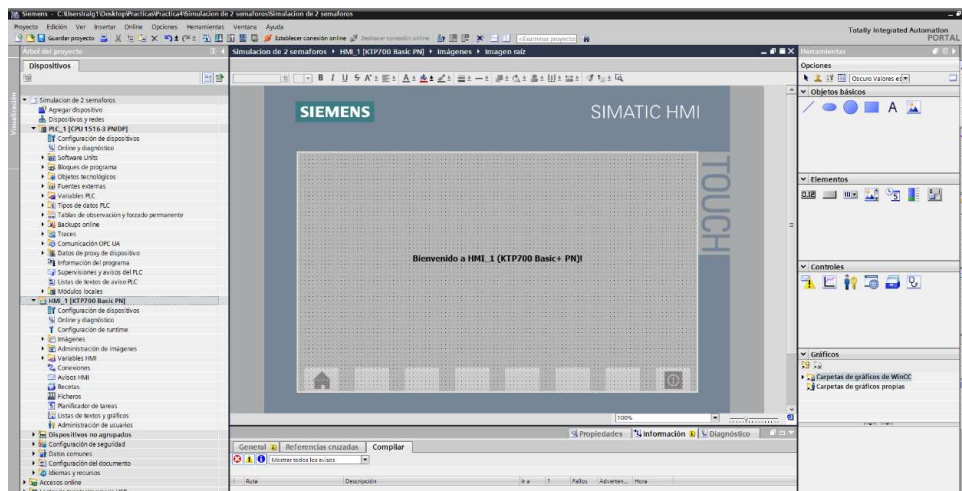 Siemens - C:\Users\ralg1\Desktop\Practicas\Practica4\Simulacion de 2 semaforos\Simulacion de 2 semaforos
Proyecto Edición Ver Insertar Online Opciones Herramientas Ventana Ayuda
Totally Integrated Automation
PORTAL
Guardar proyecto
Establecer conexión online
Deshacer conexión online
<Examinar proyecto>
Árbol del proyecto
Simulacion de 2 semaforos
HMI_1 [KTP700 Basic PN]
Imágenes
Imagen raíz
Herramientas
Dispositivos
Opciones
Visualización
Simulacion de 2 semaforos
Agregar dispositivo
Dispositivos y redes
PLC_1 [CPU 1516-3 PN/DP]
Configuración de dispositivos
Online y diagnóstico
Software Units
Bloques de programa
Objetos tecnológicos
Fuentes externas
Variables PLC
Tipos de datos PLC
Tablas de observación y forzado permanente
Backups online
Traces
Comunicación OPC UA
Datos de proxy de dispositivo
Información del programa
Supervisiones y avisos del PLC
Listas de textos de aviso PLC
Módulos locales
HMI_1 [KTP700 Basic PN]
Configuración de dispositivos
Online y diagnóstico
Configuración de runtime
Imágenes
Administración de imágenes
Variables HMI
Conexiones
Avisos HMI
Recetas
Ficheros
Planificador de tareas
Listas de textos y gráficos
Administración de usuarios
Dispositivos no agrupados
Configuración de seguridad
Datos comunes
Configuración del documento
Idiomas y recursos
Accesos online
SIEMENS
SIMATIC HMI
TOUCH
Bienvenido a HMI_1 (KTP700 Basic+ PN)!
100%
Propiedades
Información
Diagnóstico
General
Referencias cruzadas
Compilar
Mostrar todos los avisos
Ruta
Descripción
Ir a
?
Fallos
Adverten...
Hora
Objetos básicos
Elementos
Controles
Gráficos
Carpetas de gráficos de WinCC
Carpetas de gráficos propias